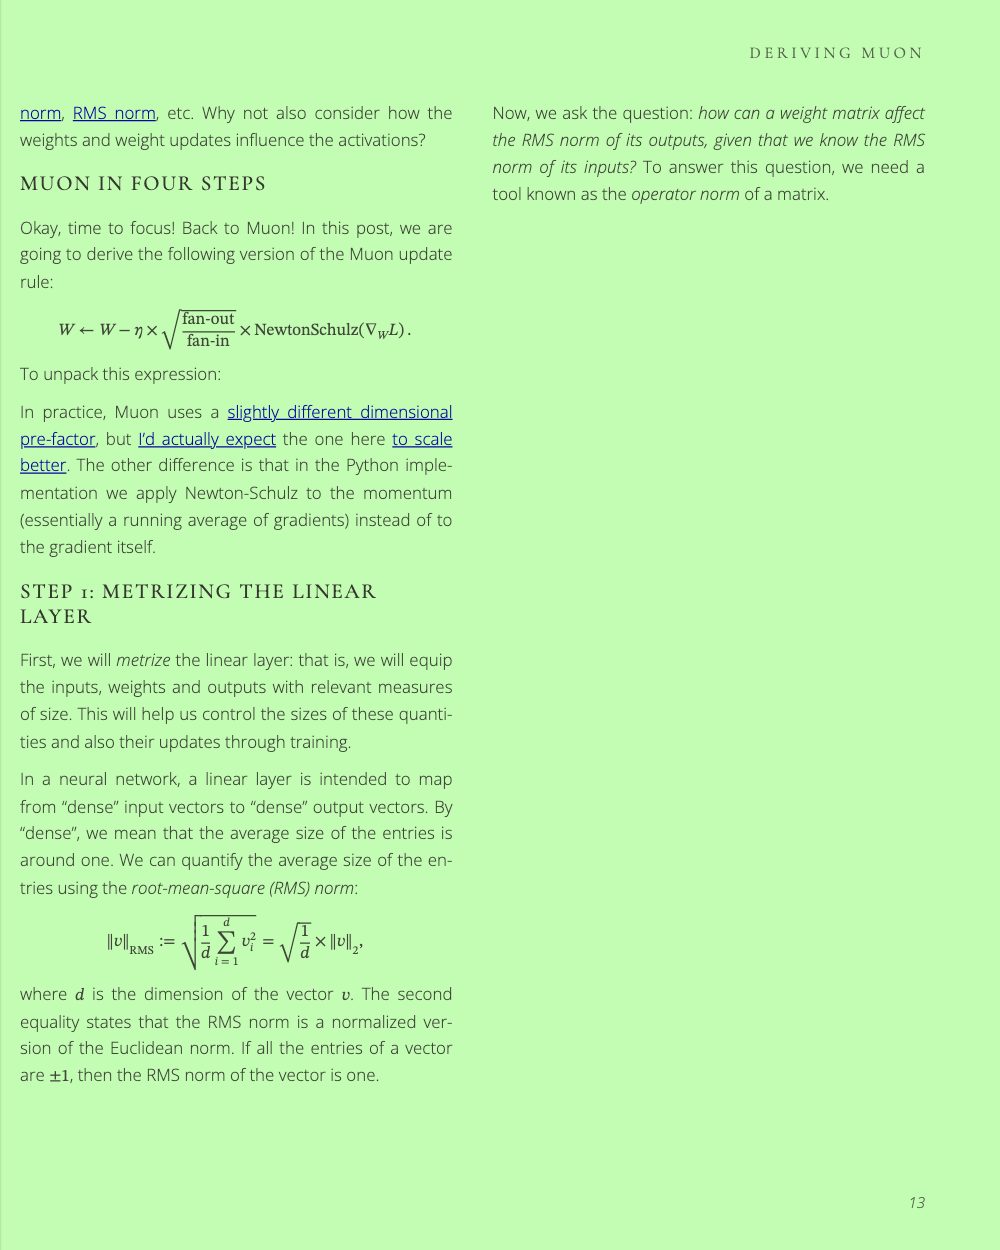 DERIVING MUON
norm, RMS norm, etc. Why not also consider how the
weights and weight updates influence the activations?
MUON IN FOUR STEPS
Okay, time to focus! Back to Muon! In this post, we are
going to derive the following version of the Muon update
rule:
W ← W − η × √(fan-out/fan-in) × NewtonSchulz(∇_W L).
To unpack this expression:
In practice, Muon uses a slightly different dimensional
pre-factor, but I’d actually expect the one here to scale
better. The other difference is that in the Python imple-
mentation we apply Newton-Schulz to the momentum
(essentially a running average of gradients) instead of to
the gradient itself.
STEP 1: METRIZING THE LINEAR
LAYER
First, we will metrize the linear layer: that is, we will equip
the inputs, weights and outputs with relevant measures
of size. This will help us control the sizes of these quanti-
ties and also their updates through training.
In a neural network, a linear layer is intended to map
from “dense” input vectors to “dense” output vectors. By
“dense”, we mean that the average size of the entries is
around one. We can quantify the average size of the en-
tries using the root-mean-square (RMS) norm:
‖v‖_RMS := √(1/d ∑_{i=1}^{d} v_i^2) = √(1/d) × ‖v‖_2,
where d is the dimension of the vector v. The second
equality states that the RMS norm is a normalized ver-
sion of the Euclidean norm. If all the entries of a vector
are ±1, then the RMS norm of the vector is one.
Now, we ask the question: how can a weight matrix affect
the RMS norm of its outputs, given that we know the RMS
norm of its inputs? To answer this question, we need a
tool known as the operator norm of a matrix.
13